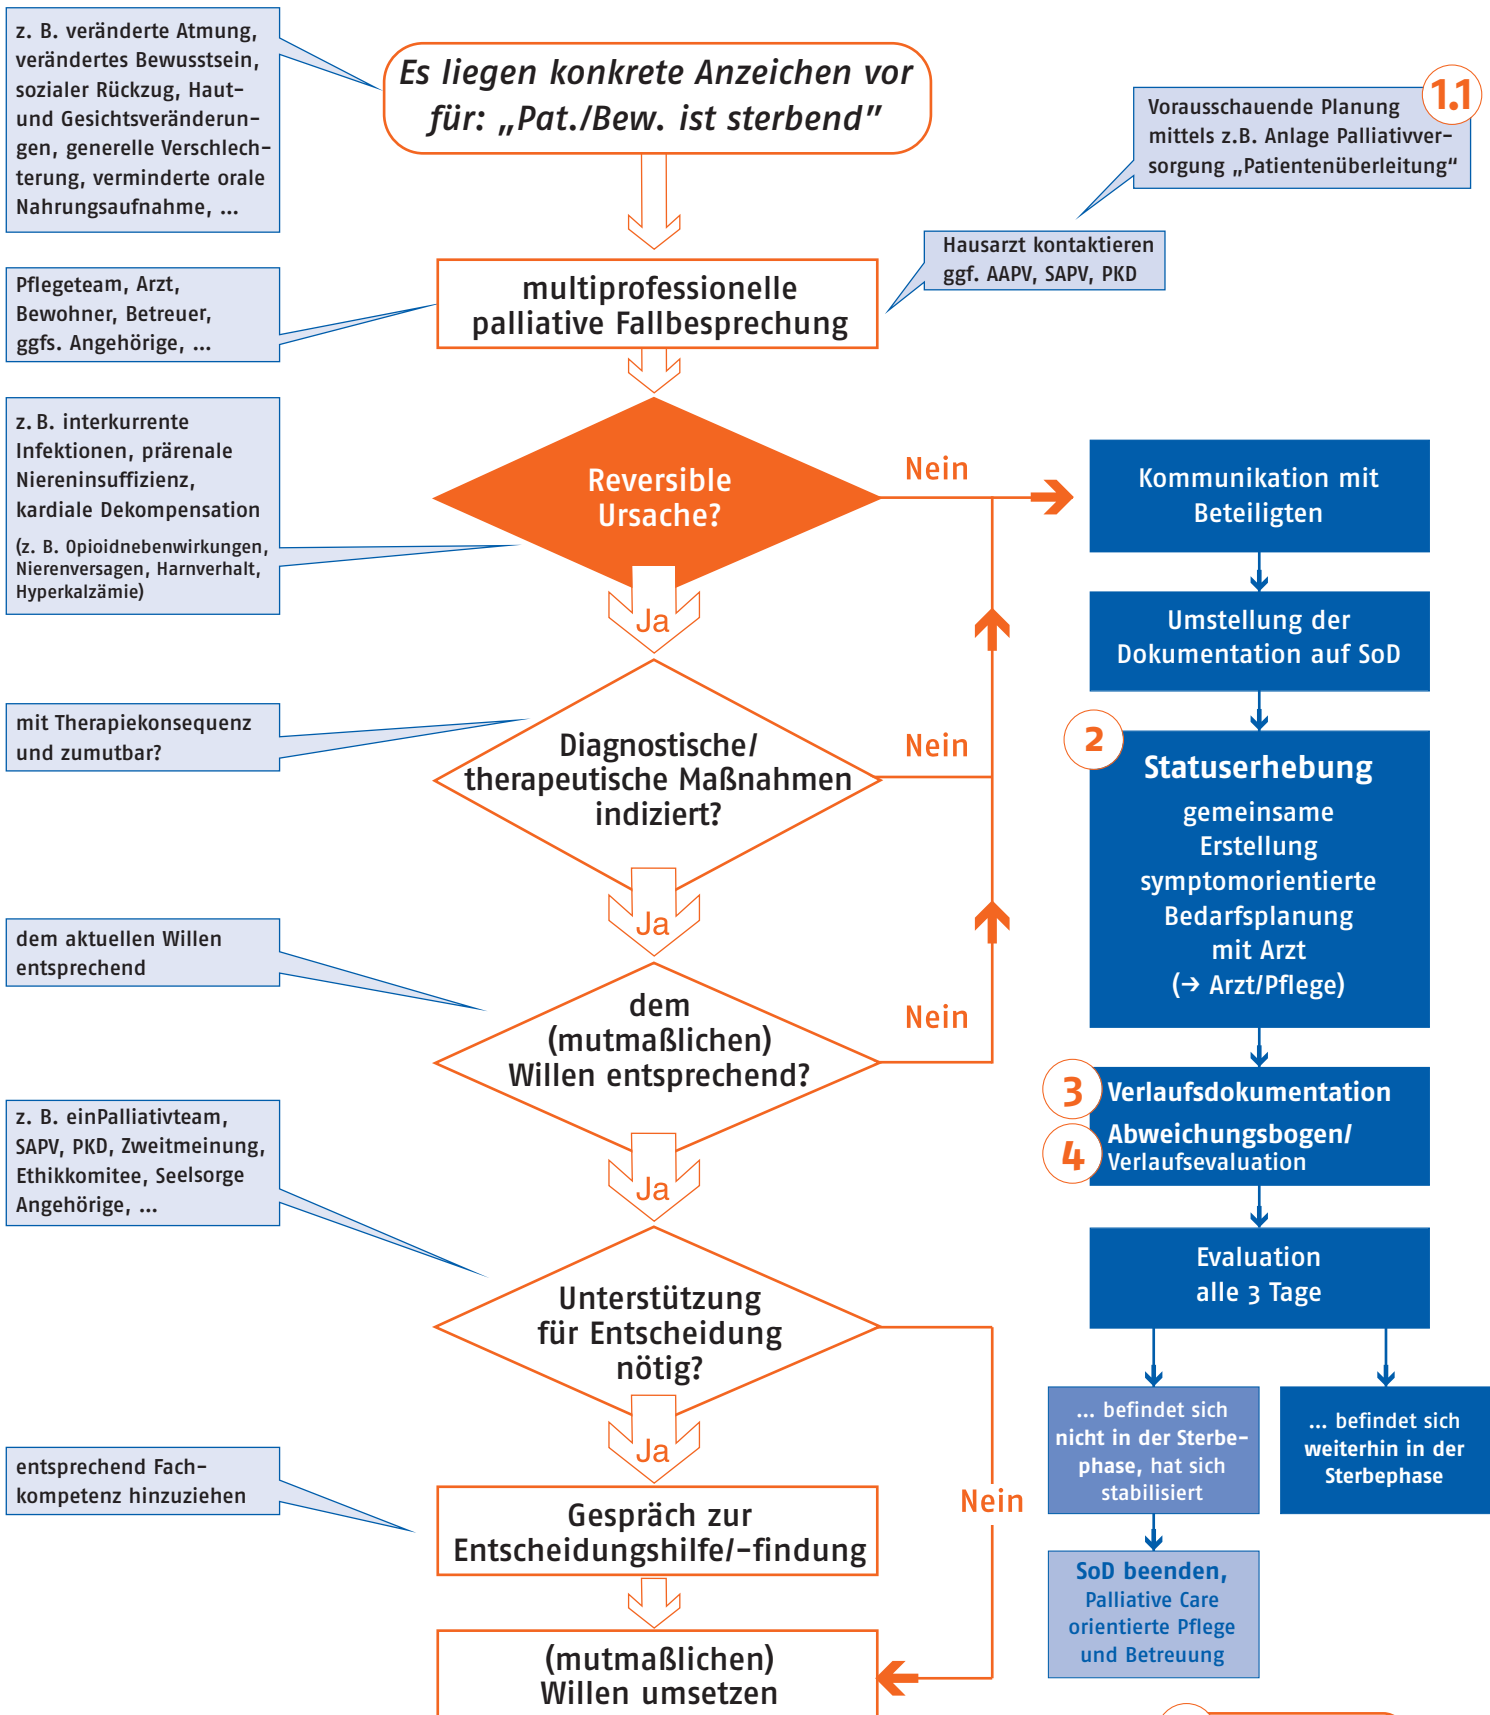 z. B. veränderte Atmung,
verändertes Bewusstsein,
sozialer Rückzug, Haut-
und Gesichtsveränderun-
gen, generelle Verschlech-
terung, verminderte orale
Nahrungsaufnahme, ...
Es liegen konkrete Anzeichen vor
für: „Pat./Bew. ist sterbend"
1.1
Vorausschauende Planung
mittels z.B. Anlage Palliativver-
sorgung „Patientenüberleitung“
Hausarzt kontaktieren
ggf. AAPV, SAPV, PKD
Pflegeteam, Arzt,
Bewohner, Betreuer,
ggfs. Angehörige, ...
multiprofessionelle
palliative Fallbesprechung
z. B. interkurrente
Infektionen, prärenale
Niereninsuffizienz,
kardiale Dekompensation
(z. B. Opioidnebenwirkungen,
Nierenversagen, Harnverhalt,
Hyperkalzämie)
Reversible
Ursache?
Nein
Ja
mit Therapiekonsequenz
und zumutbar?
Diagnostische/
therapeutische Maßnahmen
indiziert?
Nein
Ja
dem aktuellen Willen
entsprechend
dem
(mutmaßlichen)
Willen entsprechend?
Nein
Ja
z. B. einPalliativteam,
SAPV, PKD, Zweitmeinung,
Ethikkomitee, Seelsorge
Angehörige, ...
Unterstützung
für Entscheidung
nötig?
Ja
Nein
entsprechend Fach-
kompetenz hinzuziehen
Gespräch zur
Entscheidungshilfe/-findung
(mutmaßlichen)
Willen umsetzen
Kommunikation mit
Beteiligten
Umstellung der
Dokumentation auf SoD
2
Statuserhebung
gemeinsame
Erstellung
symptomorientierte
Bedarfsplanung
mit Arzt
(→ Arzt/Pflege)
3 Verlaufsdokumentation
4 Abweichungsbogen/
Verlaufsevaluation
Evaluation
alle 3 Tage
... befindet sich
nicht in der Sterbe-
phase, hat sich
stabilisiert
... befindet sich
weiterhin in der
Sterbephase
SoD beenden,
Palliative Care
orientierte Pflege
und Betreuung